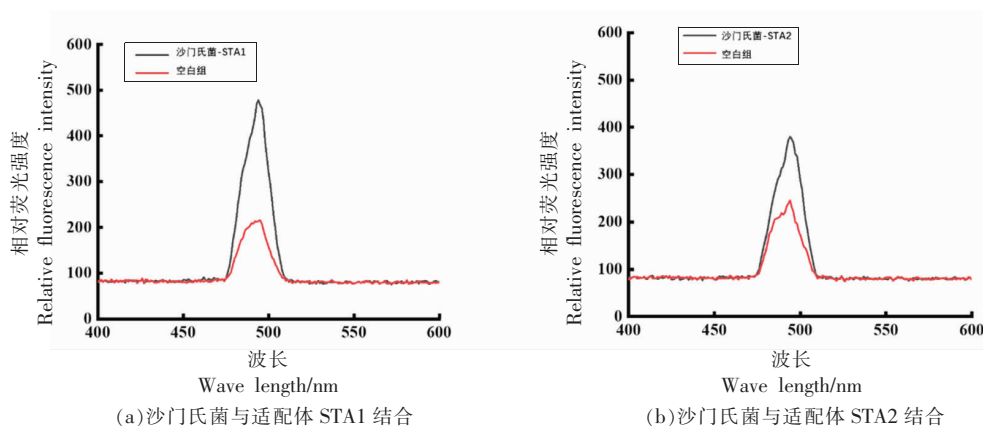 600
500
400
300
200
100
0
沙门氏菌-STA1
空白组
相对荧光强度
Relative fluorescence intensity
400
450
500
550
600
波长
Wave length/nm
(a)沙门氏菌与适配体 STA1 结合
600
500
400
300
200
100
0
沙门氏菌-STA2
空白组
相对荧光强度
Relative fluorescence intensity
400
450
500
550
600
波长
Wave length/nm
(b)沙门氏菌与适配体 STA2 结合